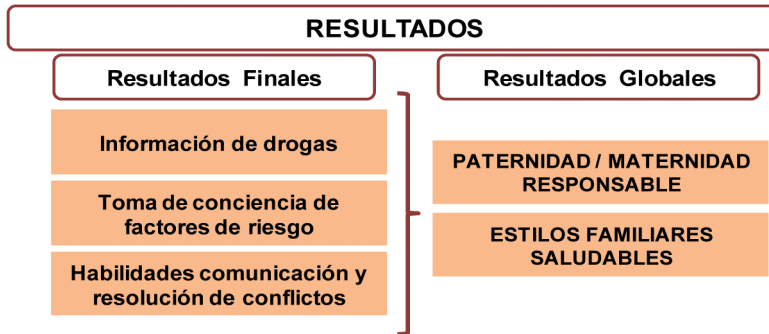 RESULTADOS
Resultados Finales
Resultados Globales
Información de drogas
Toma de conciencia de
factores de riesgo
Habilidades comunicación y
resolución de conflictos
PATERNIDAD / MATERNIDAD
RESPONSABLE
ESTILOS FAMILIARES
SALUDABLES